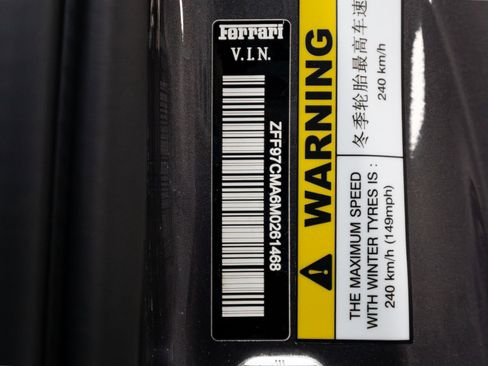 Ferrari
V.I.N.
ZFF97CMA6M0261468
WARNING
冬季轮胎最高车速
240 km/h
THE MAXIMUM SPEED
WITH WINTER TYRES IS :
240 km/h (149mph)